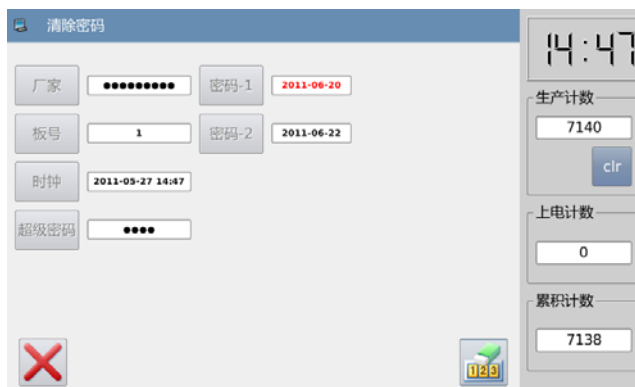 清除密码
14:47
厂家 ●●●●●●●●● 密码-1 2011-06-20
板号 1 密码-2 2011-06-22
时钟 2011-05-27 14:47
超级密码 ●●●●
生产计数
7140
clr
上电计数
0
累积计数
7138
123